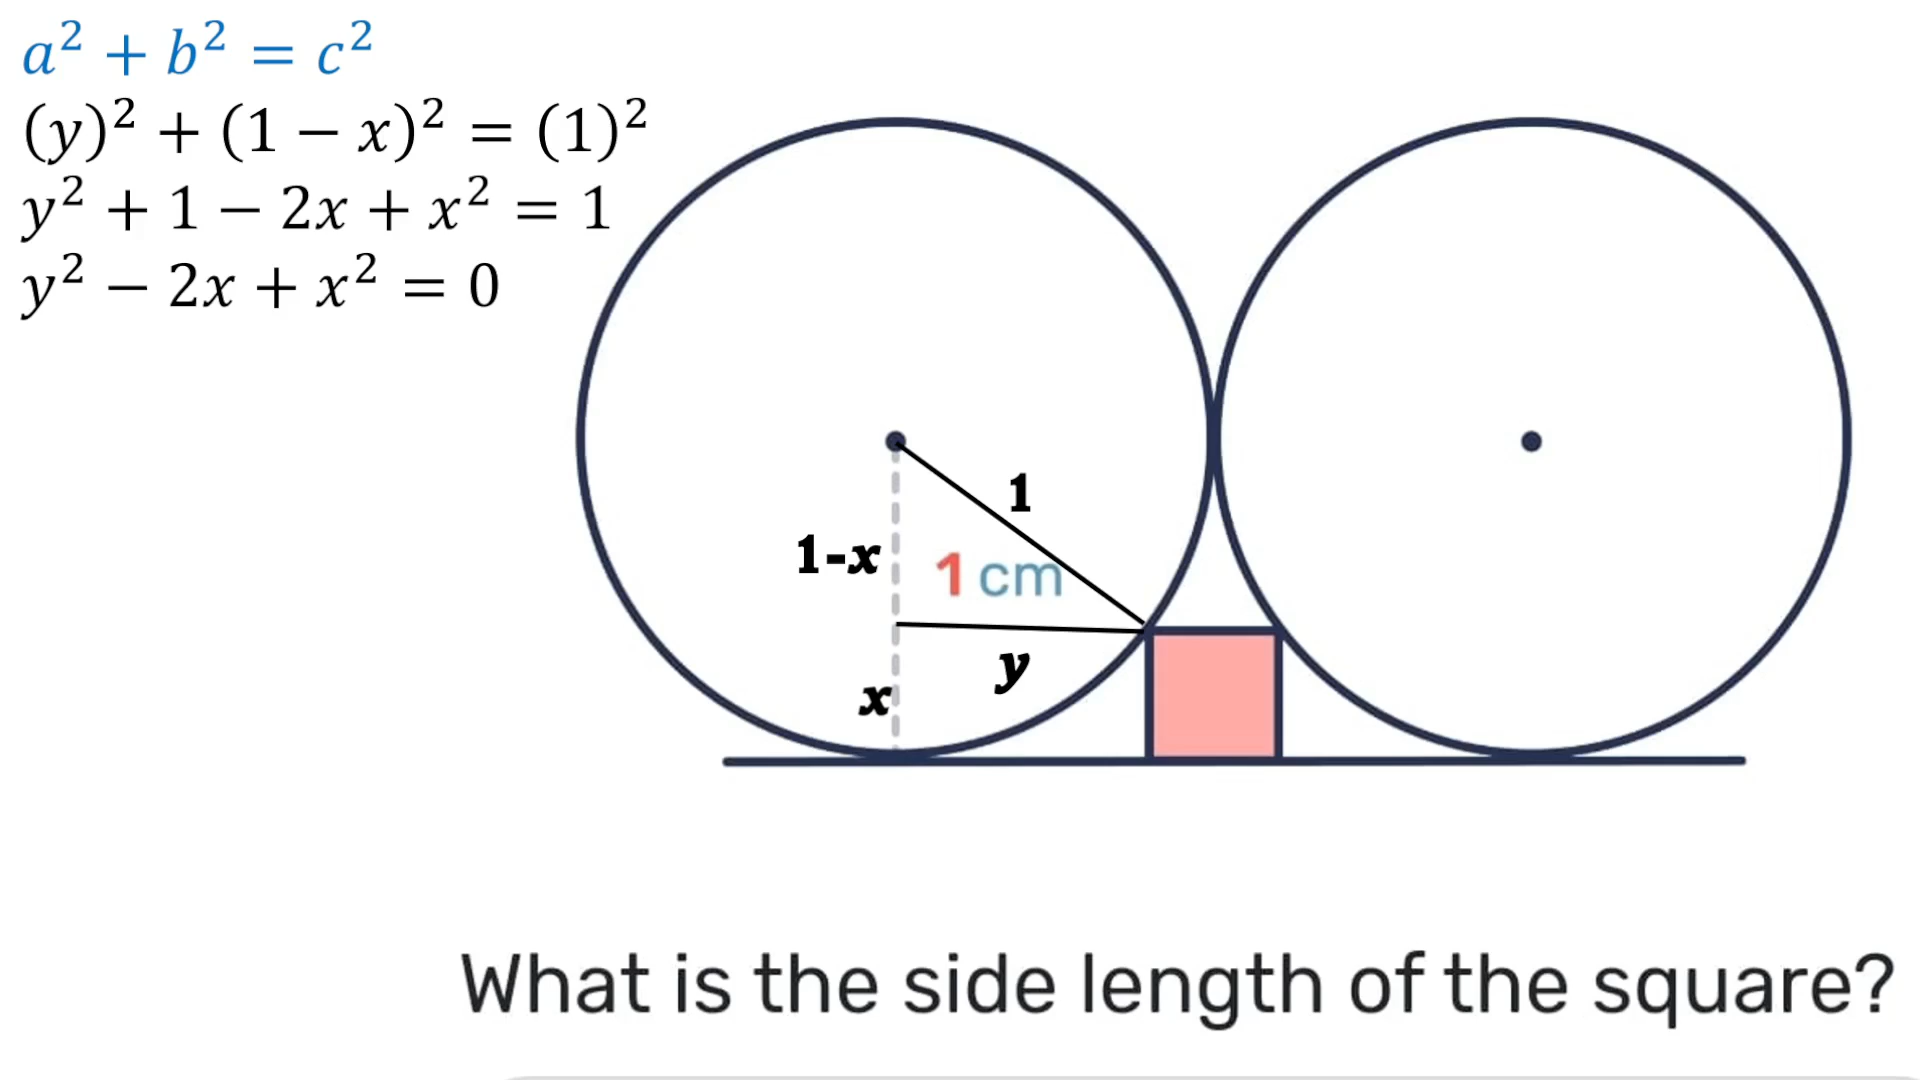 a² + b² = c²
(y)² + (1 − x)² = (1)²
y² + 1 − 2x + x² = 1
y² − 2x + x² = 0
1
1-x
1 cm
y
x
What is the side length of the square?